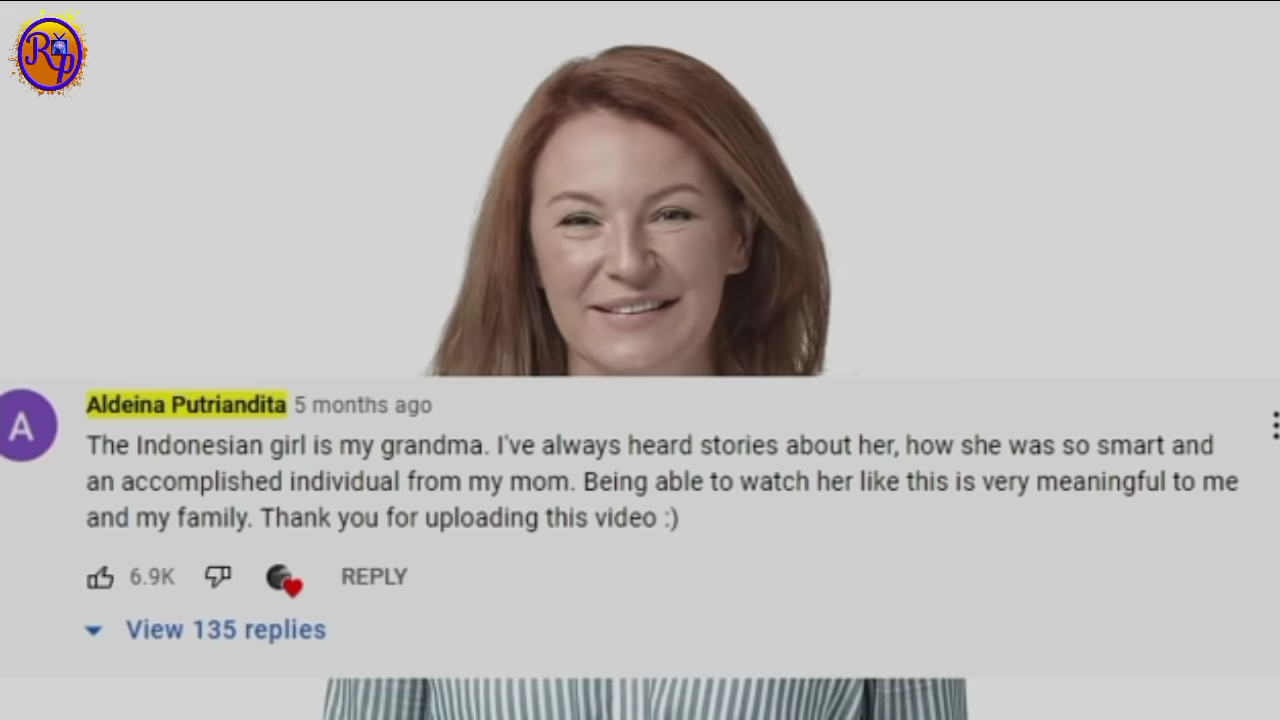 RP
A
Aldeina Putriandita 5 months ago
The Indonesian girl is my grandma. I've always heard stories about her, how she was so smart and
an accomplished individual from my mom. Being able to watch her like this is very meaningful to me
and my family. Thank you for uploading this video :)
6.9K REPLY
View 135 replies